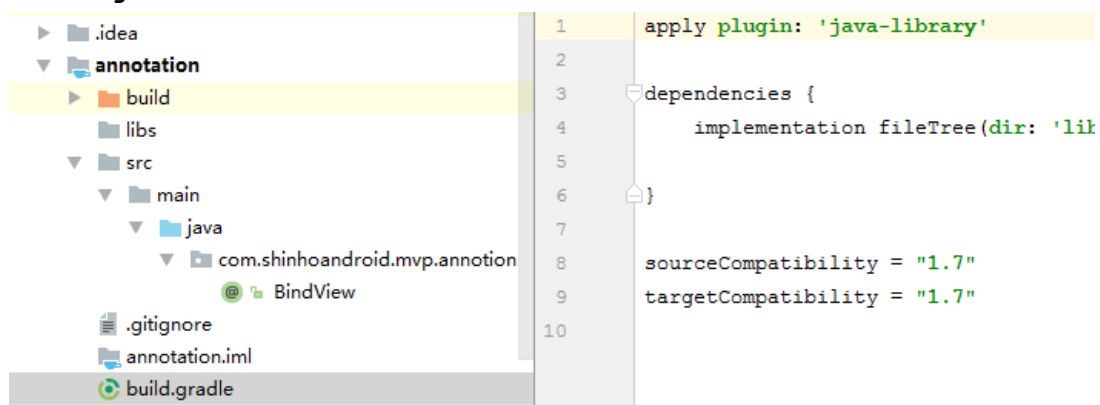 .idea
annotation
build
libs
src
main
java
com.shinhoandroid.mvp.annotion
@ BindView
.gitignore
annotation.iml
build.gradle
1 apply plugin: 'java-library'
2
3 dependencies {
4 implementation fileTree(dir: 'lib
5
6 }
7
8 sourceCompatibility = "1.7"
9 targetCompatibility = "1.7"
10